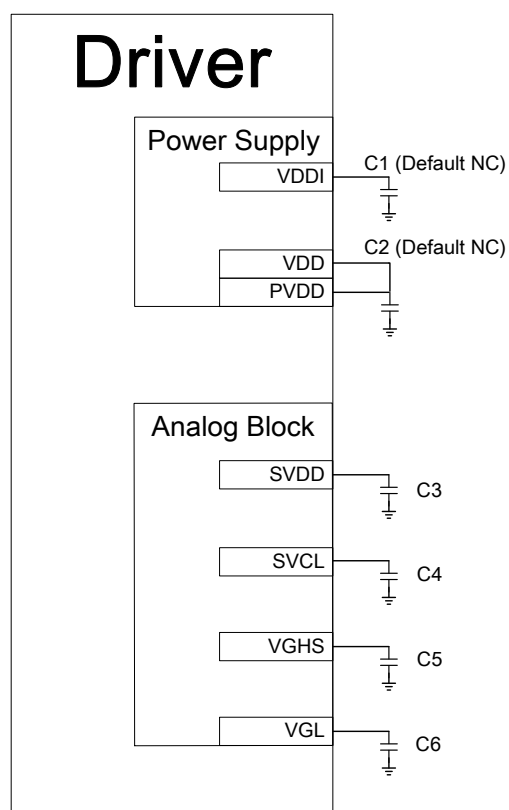 Driver
Power Supply
VDDI
C1 (Default NC)
VDD
C2 (Default NC)
PVDD
Analog Block
SVDD
C3
SVCL
C4
VGHS
C5
VGL
C6